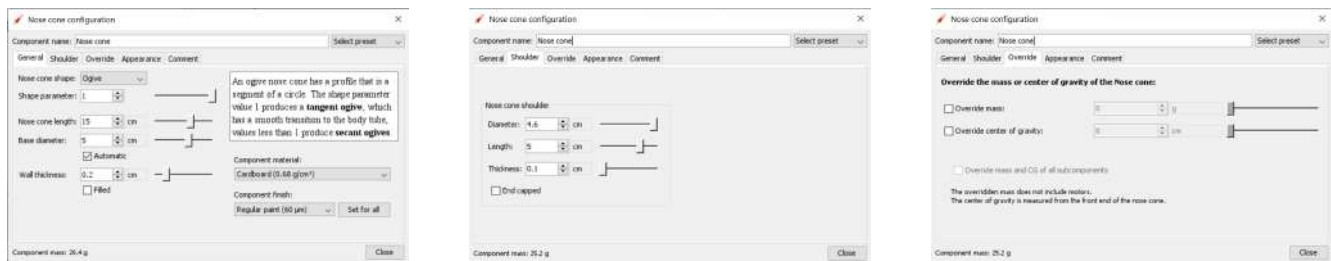 Nose cone configuration
Component name: Nose cone
Select preset
General Shoulder Override Appearance Comment
Nose cone shape: Ogive
Shape parameter: 1
Nose cone length: 15 cm
Base diameter: 5 cm
Automatic
Wall thickness: 0.2 cm
Filled
An ogive nose cone has a profile that is a
segment of a circle. The shape parameter
value 1 produces a tangent ogive, which
has a smooth transition to the body tube,
values less than 1 produce secant ogives
Component material:
Cardboard (0.68 g/cm³)
Component finish:
Regular paint (60 µm) Set for all
Component mass: 26.4 g
Close
Nose cone configuration
Component name: Nose cone
Select preset
General Shoulder Override Appearance Comment
Nose cone shoulder
Diameter: 4.6 cm
Length: 5 cm
Thickness: 0.1 cm
End capped
Component mass: 25.2 g
Close
Nose cone configuration
Component name: Nose cone
Select preset
General Shoulder Override Appearance Comment
Override the mass or center of gravity of the Nose cone:
Override mass: g
Override center of gravity: cm
Override mass and CG of all subcomponents
The overridden mass does not include motors.
The center of gravity is measured from the front end of the nose cone.
Component mass: 25.2 g
Close